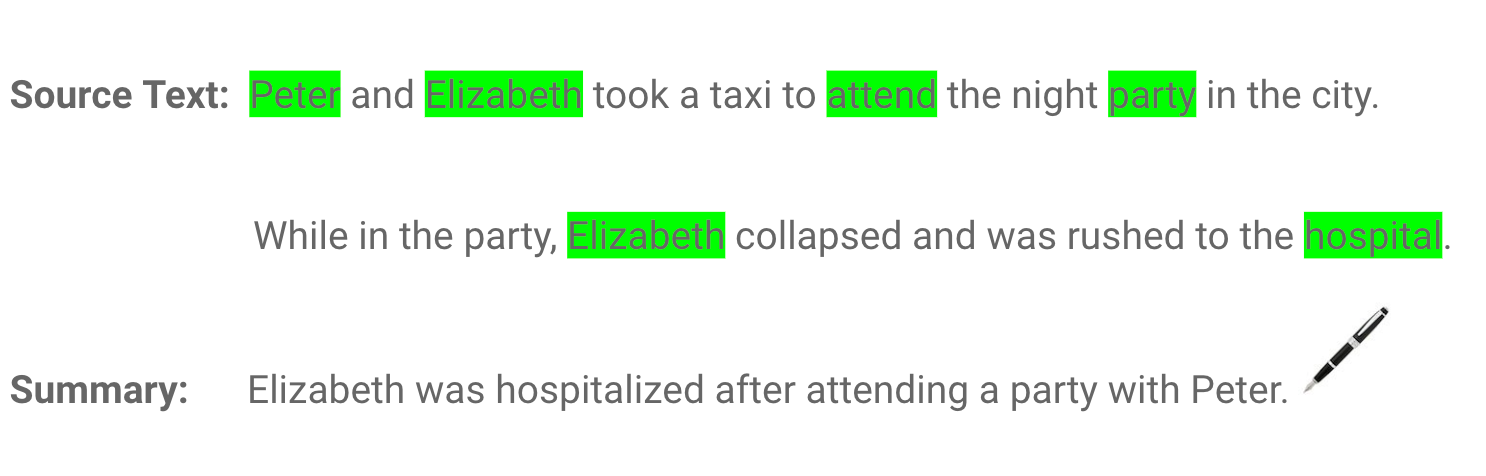 Source Text: Peter and Elizabeth took a taxi to attend the night party in the city.
While in the party, Elizabeth collapsed and was rushed to the hospital.
Summary: Elizabeth was hospitalized after attending a party with Peter.